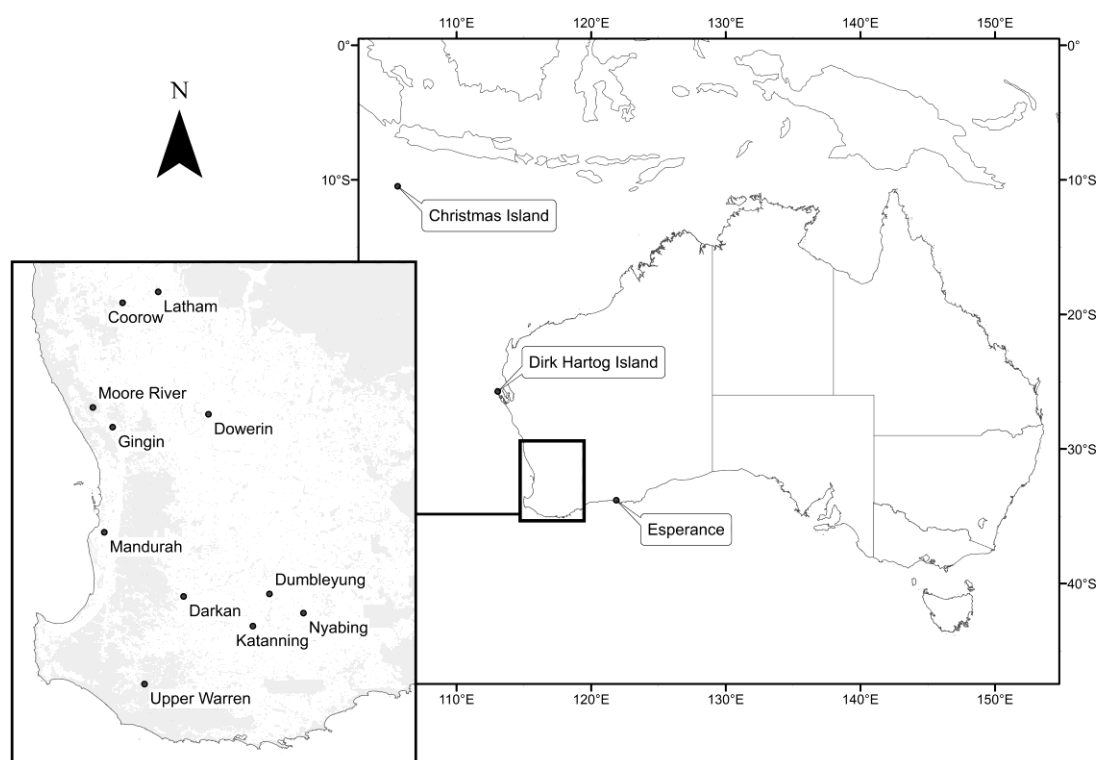 110°E 120°E 130°E 140°E 150°E
N
0° 0°
10°S 10°S
Christmas Island
20°S 20°S
Dirk Hartog Island
30°S 30°S
Esperance
40°S 40°S
110°E 120°E 130°E 140°E 150°E
Latham
Coorow
Moore River
Dowerin
Gingin
Mandurah
Dumbleyung
Darkan
Nyabing
Katanning
Upper Warren